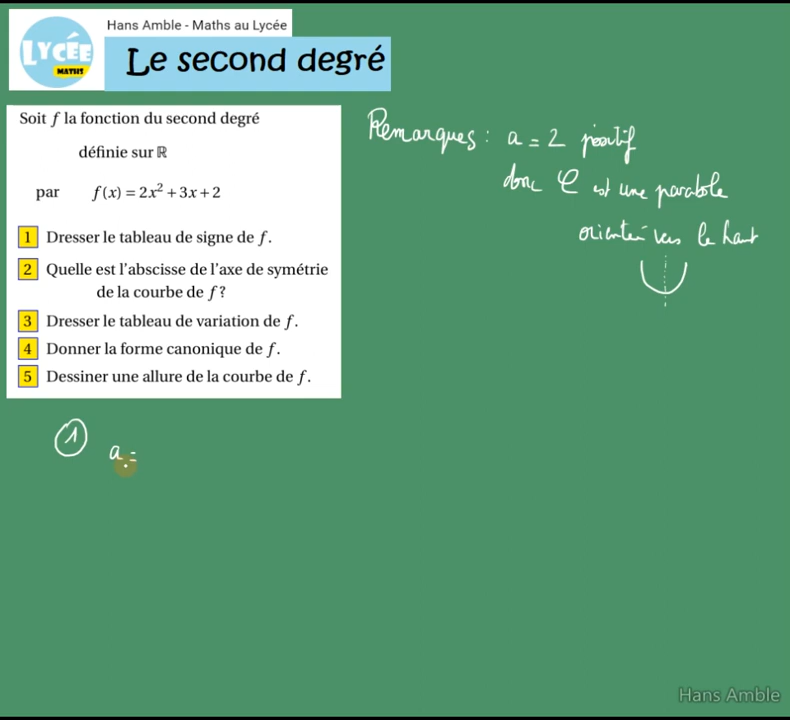 Hans Amble - Maths au Lycée
LYCÉE
MATHS
Le second degré
Soit f la fonction du second degré
définie sur ℝ
par f(x) = 2x² + 3x + 2
1 Dresser le tableau de signe de f.
2 Quelle est l'abscisse de l'axe de symétrie
de la courbe de f ?
3 Dresser le tableau de variation de f.
4 Donner la forme canonique de f.
5 Dessiner une allure de la courbe de f.
Remarques : a = 2 positif
donc 𝒞 est une parabole
orientée vers le haut
① a =
Hans Amble